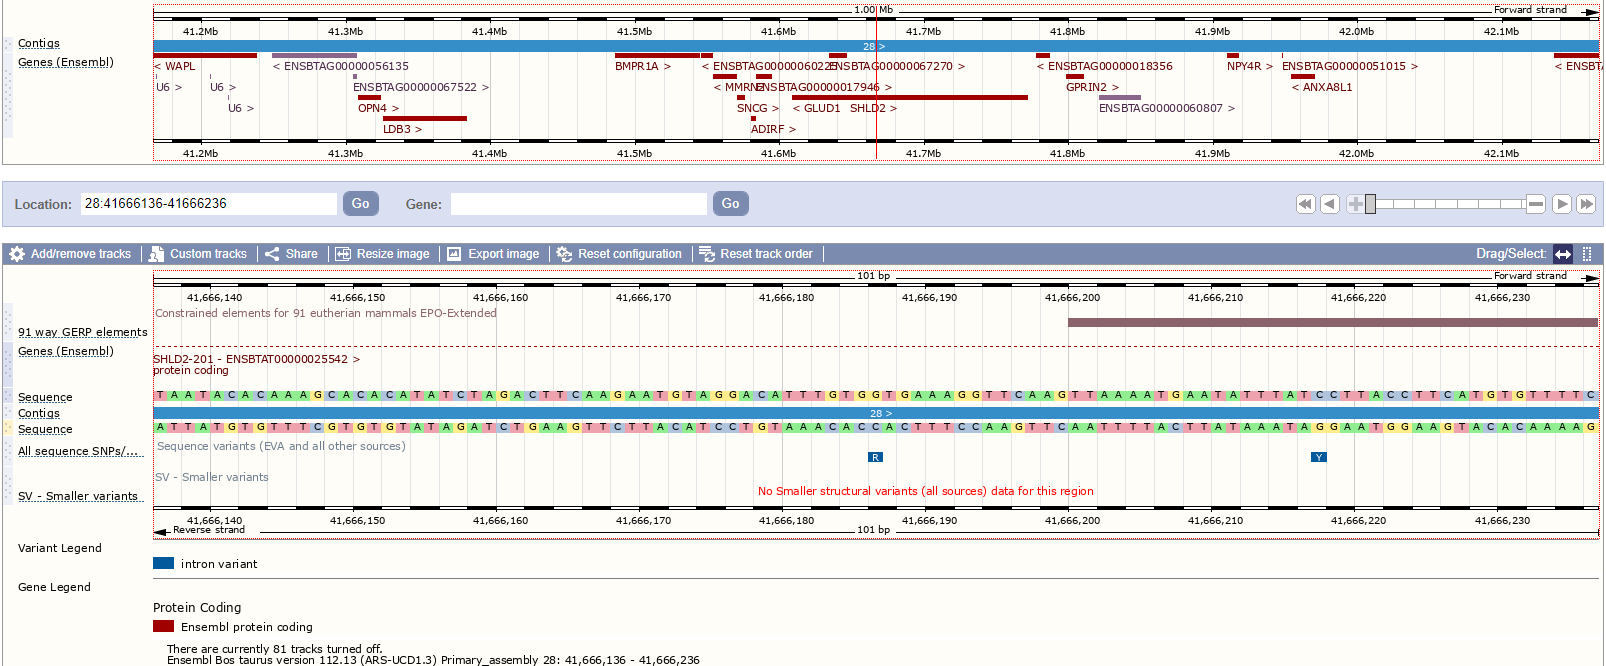 1.00 Mb Forward strand
41.2Mb 41.3Mb 41.4Mb 41.5Mb 41.6Mb 41.7Mb 41.8Mb 41.9Mb 42.0Mb 42.1Mb
Contigs 28 >
Genes (Ensembl)
< WAPL < ENSBTAG00000056135 BMPR1A > < ENSBTAG00000060225 ENSBTAG00000067270 > < ENSBTAG00000018356 NPY4R > ENSBTAG00000051015 > < ENSBTA
U6 > U6 > ENSBTAG00000067522 > < MMRN2 ENSBTAG00000017946 > GPRIN2 > < ANXA8L1
U6 > OPN4 > SNCG > < GLUD1 SHLD2 > ENSBTAG00000060807 >
LDB3 > ADIRF >
41.2Mb 41.3Mb 41.4Mb 41.5Mb 41.6Mb 41.7Mb 41.8Mb 41.9Mb 42.0Mb 42.1Mb
Location: 28:41666136-41666236 Go Gene: Go
Add/remove tracks Custom tracks Share Resize image Export image Reset configuration Reset track order Drag/Select:
101 bp Forward strand
41,666,140 41,666,150 41,666,160 41,666,170 41,666,180 41,666,190 41,666,200 41,666,210 41,666,220 41,666,230
Constrained elements for 91 eutherian mammals EPO-Extended
91 way GERP elements
Genes (Ensembl)
SHLD2-201 - ENSBTAT00000025542 >
protein coding
Sequence T A A T A C A C A A A G C A C A C A T A T C T A G A C T T C A A G A A T G T A G G A C A T T T G T G G T G A A A G G T T C A A G T T A A A A T G A A T A T T T A T C C T T A C C T T C A T G T G T T T T C
Contigs 28 >
Sequence A T T A T G T G T T T C G T G T G T A T A G A T C T G A A G T T C T T A C A T C C T G T A A A C A C C A C T T T C C A A G T T C A A T T T T A C T T A T A A A T A G G A A T G G A A G T A C A C A A A A G
Sequence variants (EVA and all other sources)
All sequence SNPs/... R Y
SV - Smaller variants
No Smaller structural variants (all sources) data for this region
SV - Smaller variants
41,666,140 41,666,150 41,666,160 41,666,170 41,666,180 41,666,190 41,666,200 41,666,210 41,666,220 41,666,230
Reverse strand 101 bp
Variant Legend
intron variant
Gene Legend
Protein Coding
Ensembl protein coding
There are currently 81 tracks turned off.
Ensembl Bos taurus version 112.13 (ARS-UCD1.3) Primary_assembly 28: 41,666,136 - 41,666,236